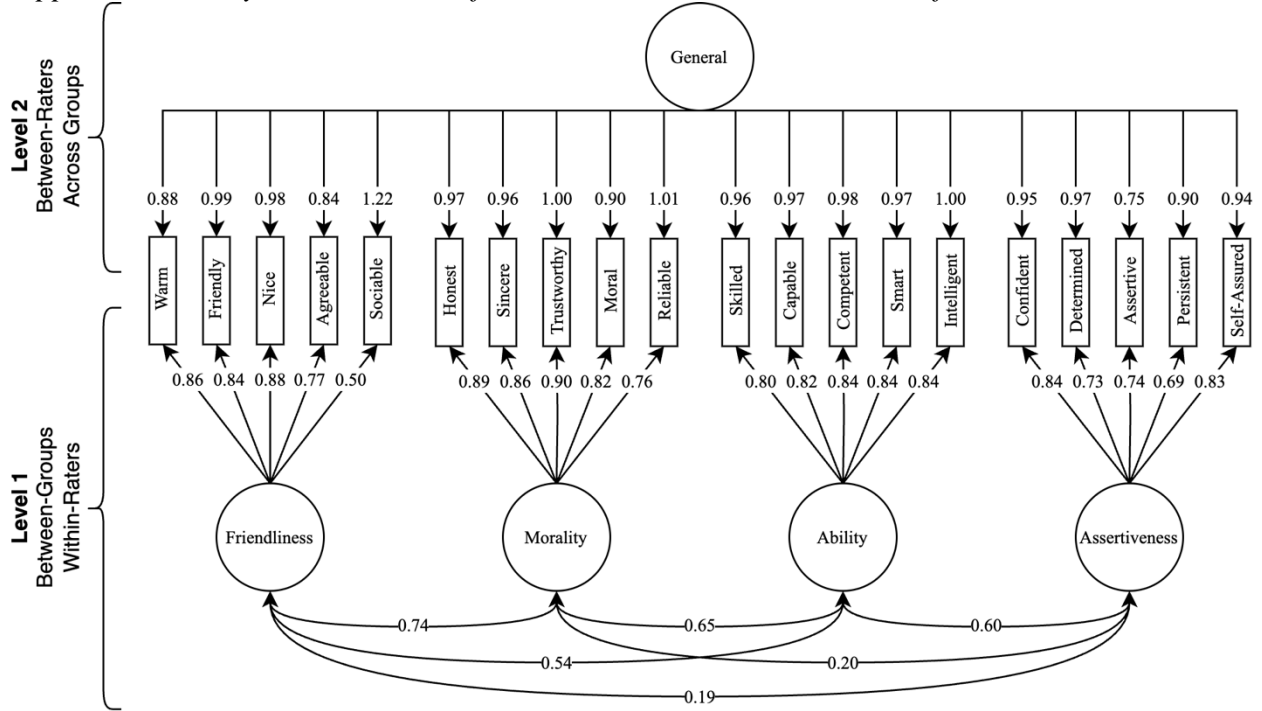 General
Level 2
Between-Raters
Across Groups
0.88 0.99 0.98 0.84 1.22 0.97 0.96 1.00 0.90 1.01 0.96 0.97 0.98 0.97 1.00 0.95 0.97 0.75 0.90 0.94
Warm
Friendly
Nice
Agreeable
Sociable
Honest
Sincere
Trustworthy
Moral
Reliable
Skilled
Capable
Competent
Smart
Intelligent
Confident
Determined
Assertive
Persistent
Self-Assured
0.86 0.84 0.88 0.77 0.50 0.89 0.86 0.90 0.82 0.76 0.80 0.82 0.84 0.84 0.84 0.84 0.73 0.74 0.69 0.83
Level 1
Between-Groups
Within-Raters
Friendliness
Morality
Ability
Assertiveness
0.74 0.65 0.60
0.54 0.20
0.19